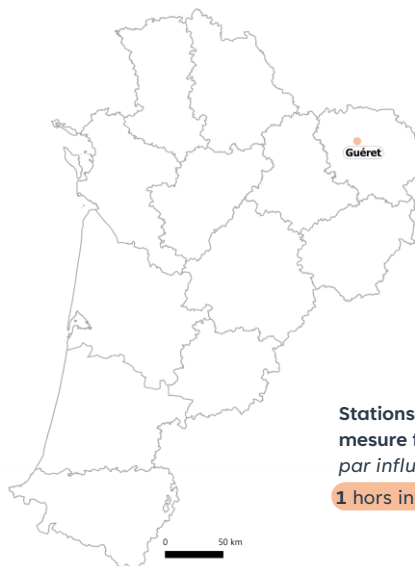 Guéret
Stations
mesure
par influ
1 hors in
0 50 km